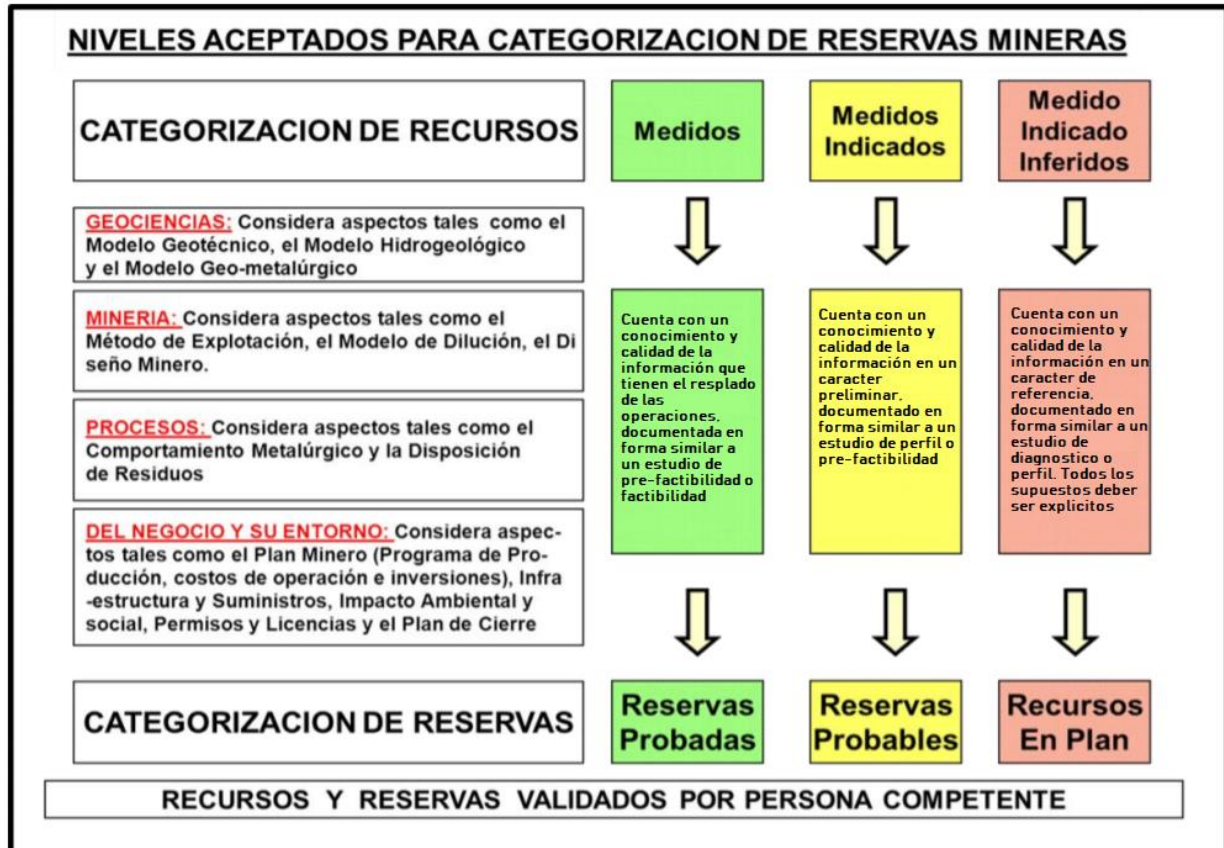 NIVELES ACEPTADOS PARA CATEGORIZACION DE RESERVAS MINERAS
CATEGORIZACION DE RECURSOS
Medidos
Medidos
Indicados
Medido
Indicado
Inferidos
GEOCIENCIAS: Considera aspectos tales como el
Modelo Geotécnico, el Modelo Hidrogeológico
y el Modelo Geo-metalúrgico
MINERIA: Considera aspectos tales como el
Método de Explotación, el Modelo de Dilución, el Di
seño Minero.
PROCESOS: Considera aspectos tales como el
Comportamiento Metalúrgico y la Disposición
de Residuos
DEL NEGOCIO Y SU ENTORNO: Considera aspec-
tos tales como el Plan Minero (Programa de Pro-
ducción, costos de operación e inversiones), Infra
-estructura y Suministros, Impacto Ambiental y
social, Permisos y Licencias y el Plan de Cierre
Cuenta con un
conocimiento y
calidad de la
información que
tienen el resplado
de las
operaciones,
documentada en
forma similar a
un estudio de
pre-factibilidad o
factibilidad
Cuenta con un
conocimiento y
calidad de la
información en un
caracter
preliminar,
documentado en
forma similar a un
estudio de perfil o
pre-factibilidad
Cuenta con un
conocimiento y
calidad de la
información en un
caracter de
referencia,
documentado en
forma similar a un
estudio de
diagnostico o
perfil. Todos los
supuestos deber
ser explicitos
CATEGORIZACION DE RESERVAS
Reservas
Probadas
Reservas
Probables
Recursos
En Plan
RECURSOS Y RESERVAS VALIDADOS POR PERSONA COMPETENTE